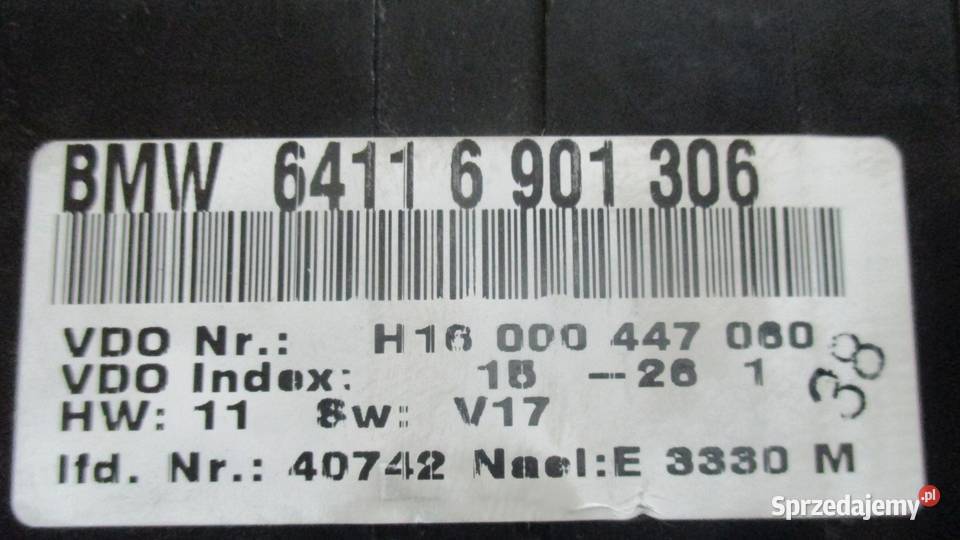 BMW 6411 6 901 306
VDO Nr.: H16 000 447 060
VDO Index: 15 -26 1
HW: 11 Sw: V17
38
lfd. Nr.: 40742 Nael:E 3330 M
Sprzedajemy.pl